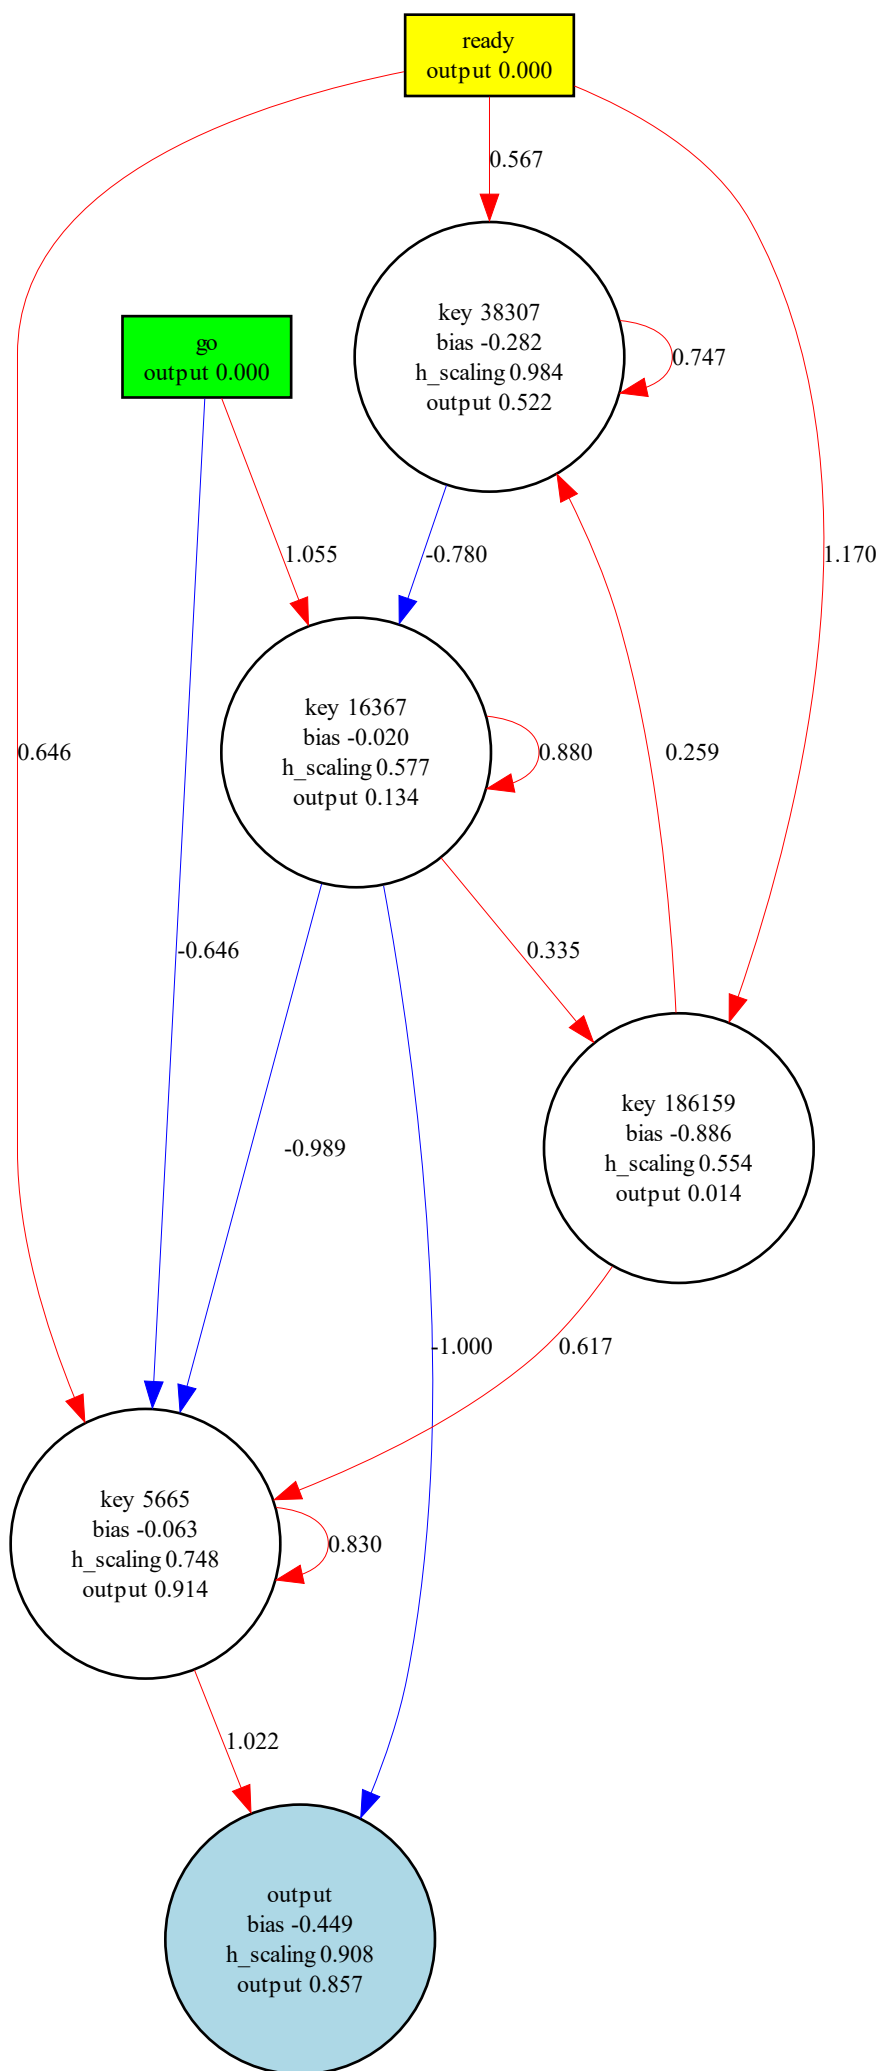 ready
output 0.000
0.567
key 38307
bias -0.282
h_scaling 0.984
output 0.522
0.747
go
output 0.000
1.055
-0.780
1.170
key 16367
bias -0.020
h_scaling 0.577
output 0.134
0.880
0.646
0.259
-0.646
0.335
key 186159
bias -0.886
h_scaling 0.554
output 0.014
-0.989
-1.000
0.617
key 5665
bias -0.063
h_scaling 0.748
output 0.914
0.830
1.022
output
bias -0.449
h_scaling 0.908
output 0.857